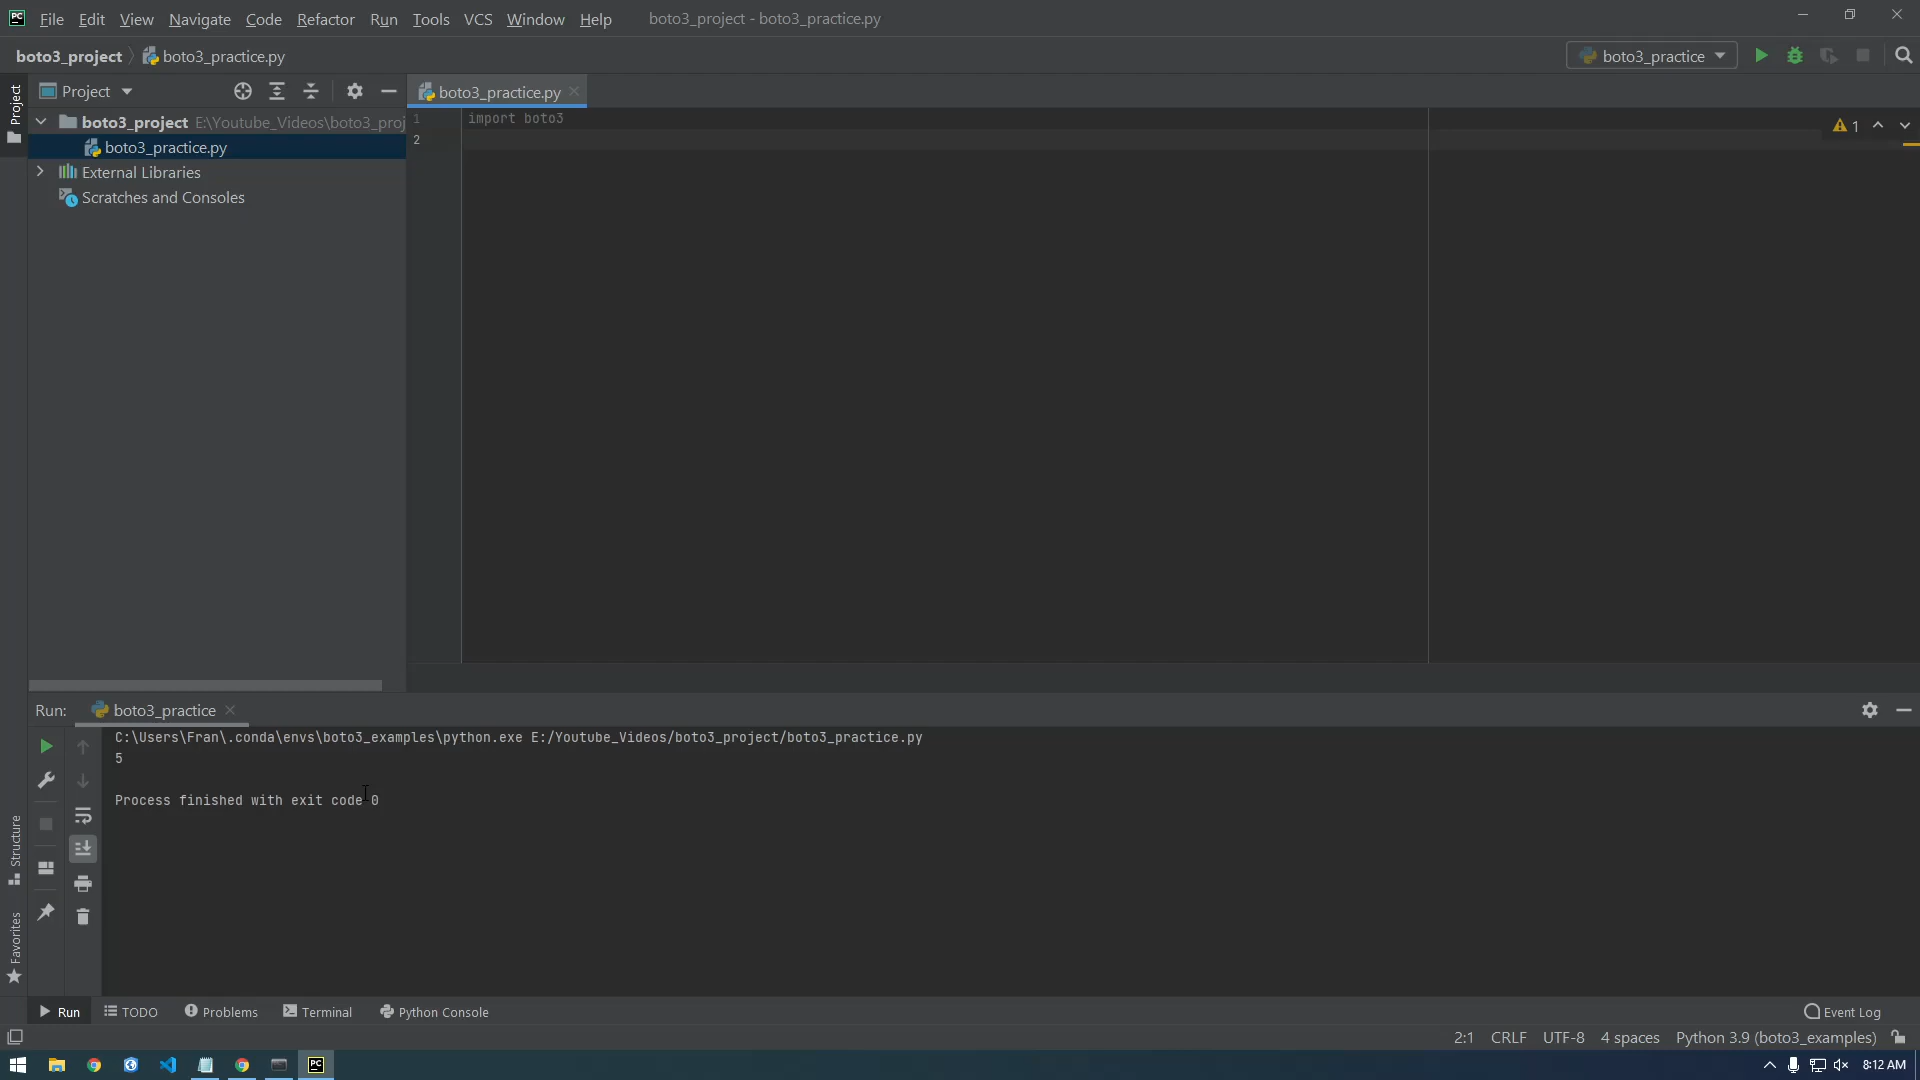 PC File Edit View Navigate Code Refactor Run Tools VCS Window Help boto3_project - boto3_practice.py
boto3_project boto3_practice.py boto3_practice
Project Project boto3_practice.py
boto3_project E:\Youtube_Videos\boto3_proj
1 import boto3
1
2
boto3_practice.py
External Libraries
Scratches and Consoles
Run: boto3_practice
C:\Users\Fran\.conda\envs\boto3_examples\python.exe E:/Youtube_Videos/boto3_project/boto3_practice.py
5
Process finished with exit code 0
Structure
Favorites
Run TODO Problems Terminal Python Console Event Log
2:1 CRLF UTF-8 4 spaces Python 3.9 (boto3_examples)
PC 8:12 AM